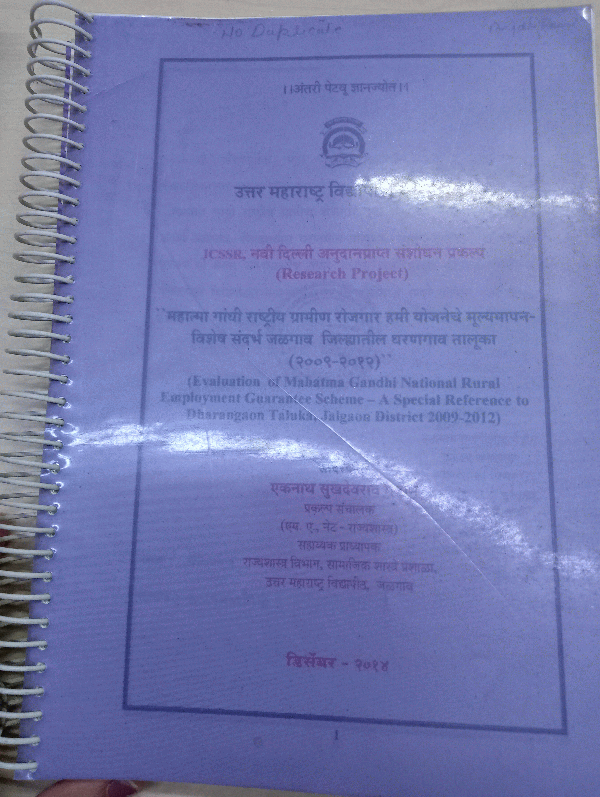 No Duplicate
।।अंतरी पेटवू ज्ञानज्योत।।
उत्तर महाराष्ट्र
ICSSR, नवी दिल्ली अनुदानप्राप्त संशोधन प्रकल्प
(Research Project)
"महात्मा गांधी राष्ट्रीय ग्रामीण रोजगार हमी योजनेचे मूल्यमापन-
विशेष संदर्भ जळगाव जिल्ह्यातील धरणगाव तालूका
(२००९-२०१२)"
(Evaluation of Mahatma Gandhi National Rural
Employment Guarantee Scheme – A Special Reference to
Dharangaon Taluka, Jalgaon District 2009-2012)
एकनाथ सुखदेवराव
प्रकल्प संचालक
(एम. ए., नेट - राज्यशास्त्र)
सहाय्यक प्राध्यापक
राज्यशास्त्र विभाग, सामाजिक शास्त्रे प्रशाळा,
उत्तर महाराष्ट्र विद्यापीठ, जळगाव
डिसेंबर - २०१४
1